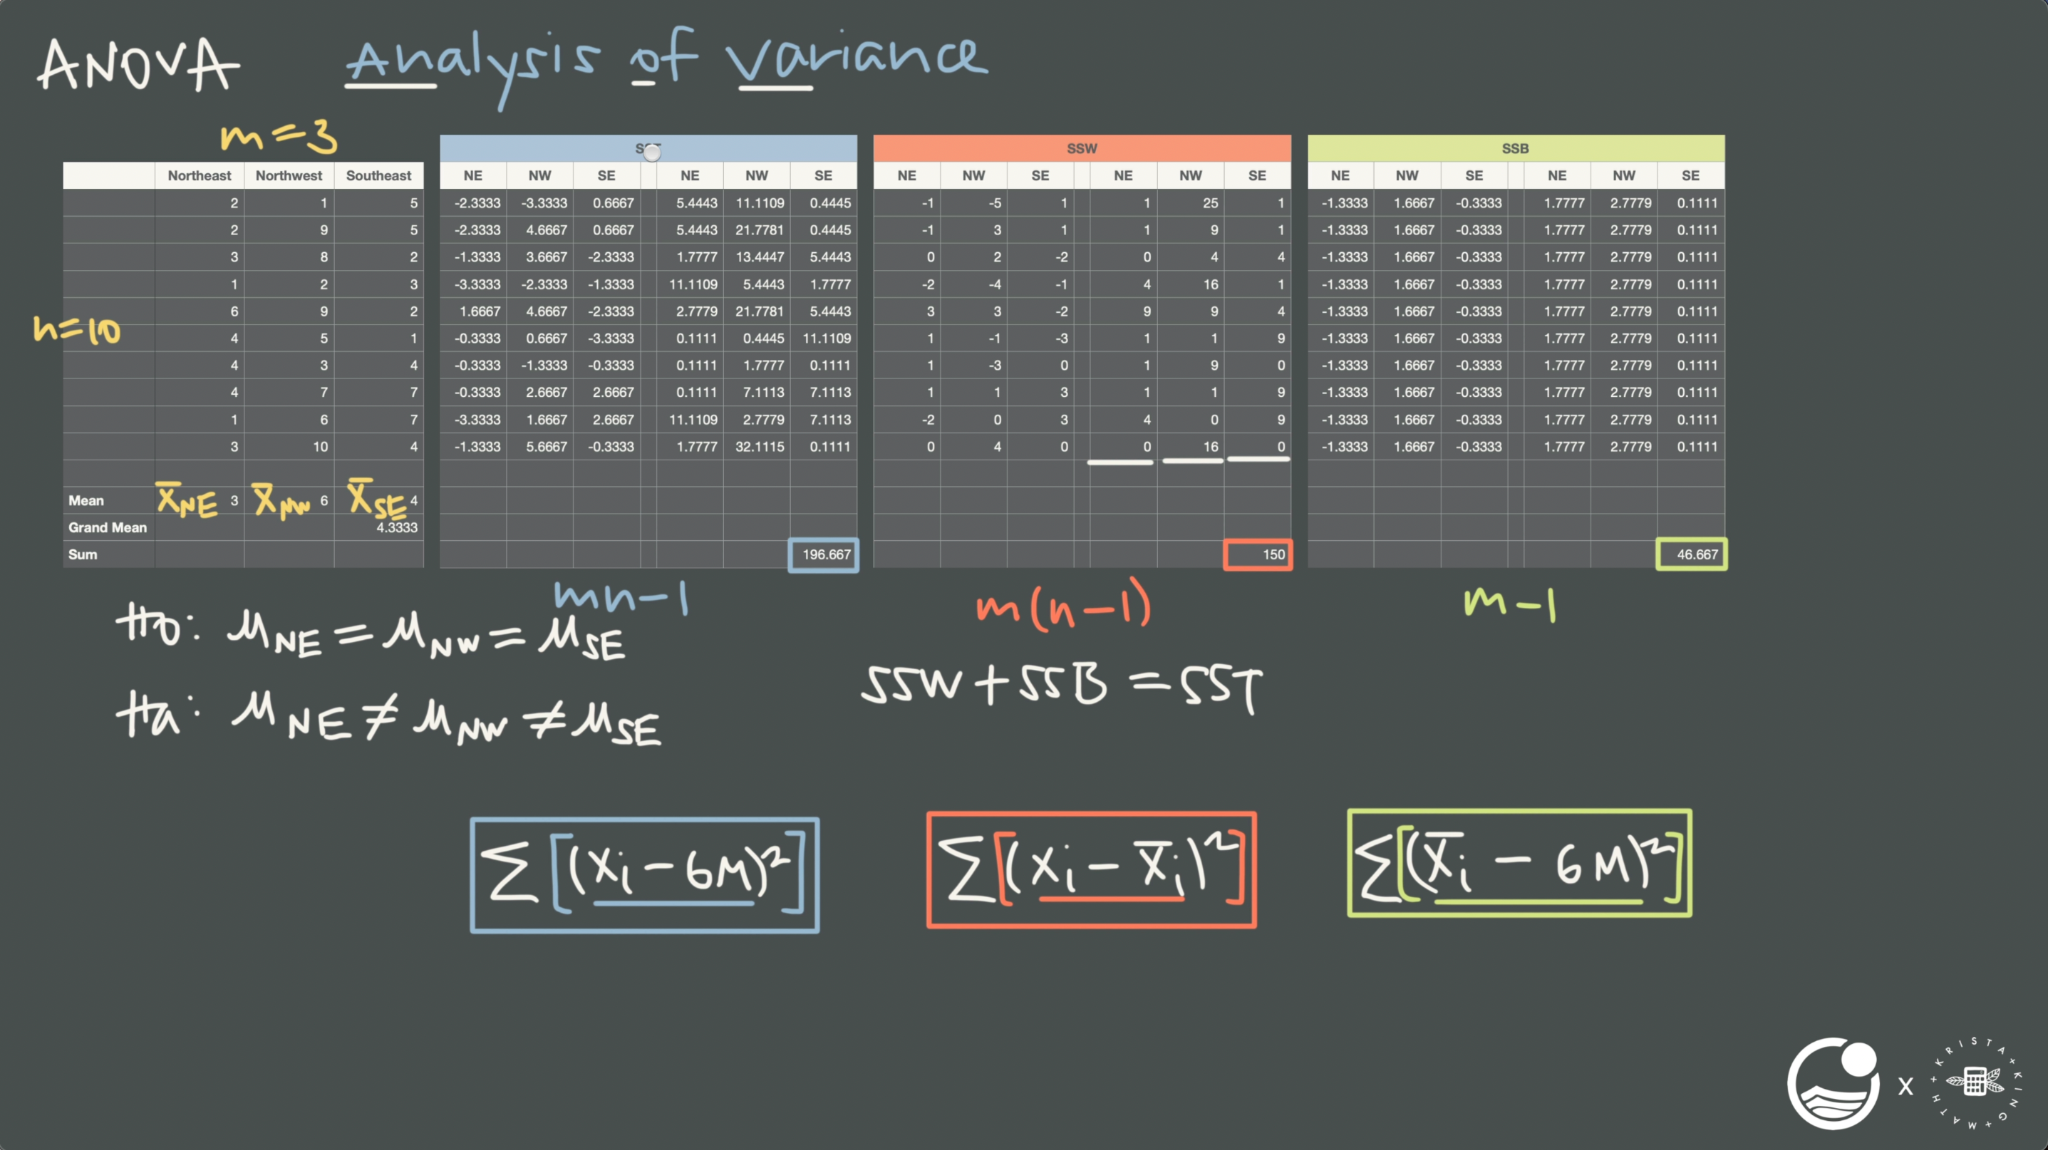 ANOVA Analysis of variance
m=3
n=10
Northeast Northwest Southeast
2 1 5
2 9 5
3 8 2
1 2 3
6 9 2
4 5 1
4 3 4
4 7 7
1 6 7
3 10 4
Mean X̄NE 3 X̄NW 6 X̄SE 4
Grand Mean 4.3333
Sum
SST
NE NW SE NE NW SE
-2.3333 -3.3333 0.6667 5.4443 11.1109 0.4445
-2.3333 4.6667 0.6667 5.4443 21.7781 0.4445
-1.3333 3.6667 -2.3333 1.7777 13.4447 5.4443
-3.3333 -2.3333 -1.3333 11.1109 5.4443 1.7777
1.6667 4.6667 -2.3333 2.7779 21.7781 5.4443
-0.3333 0.6667 -3.3333 0.1111 0.4445 11.1109
-0.3333 -1.3333 -0.3333 0.1111 1.7777 0.1111
-0.3333 2.6667 2.6667 0.1111 7.1113 7.1113
-3.3333 1.6667 2.6667 11.1109 2.7779 7.1113
-1.3333 5.6667 -0.3333 1.7777 32.1115 0.1111
196.667
mn-1
SSW
NE NW SE NE NW SE
-1 -5 1 1 25 1
-1 3 1 1 9 1
0 2 -2 0 4 4
-2 -4 -1 4 16 1
3 3 -2 9 9 4
1 -1 -3 1 1 9
1 -3 0 1 9 0
1 1 3 1 1 9
-2 0 3 4 0 9
0 4 0 0 16 0
150
m(n-1)
SSB
NE NW SE NE NW SE
-1.3333 1.6667 -0.3333 1.7777 2.7779 0.1111
-1.3333 1.6667 -0.3333 1.7777 2.7779 0.1111
-1.3333 1.6667 -0.3333 1.7777 2.7779 0.1111
-1.3333 1.6667 -0.3333 1.7777 2.7779 0.1111
-1.3333 1.6667 -0.3333 1.7777 2.7779 0.1111
-1.3333 1.6667 -0.3333 1.7777 2.7779 0.1111
-1.3333 1.6667 -0.3333 1.7777 2.7779 0.1111
-1.3333 1.6667 -0.3333 1.7777 2.7779 0.1111
-1.3333 1.6667 -0.3333 1.7777 2.7779 0.1111
-1.3333 1.6667 -0.3333 1.7777 2.7779 0.1111
46.667
m-1
H0: μNE = μNW = μSE
Ha: μNE ≠ μNW ≠ μSE
SSW + SSB = SST
Σ[(xi - GM)²]
Σ[(xi - x̄i)²]
Σ[(x̄i - GM)²]
X
KRISTA + KING + MATH +